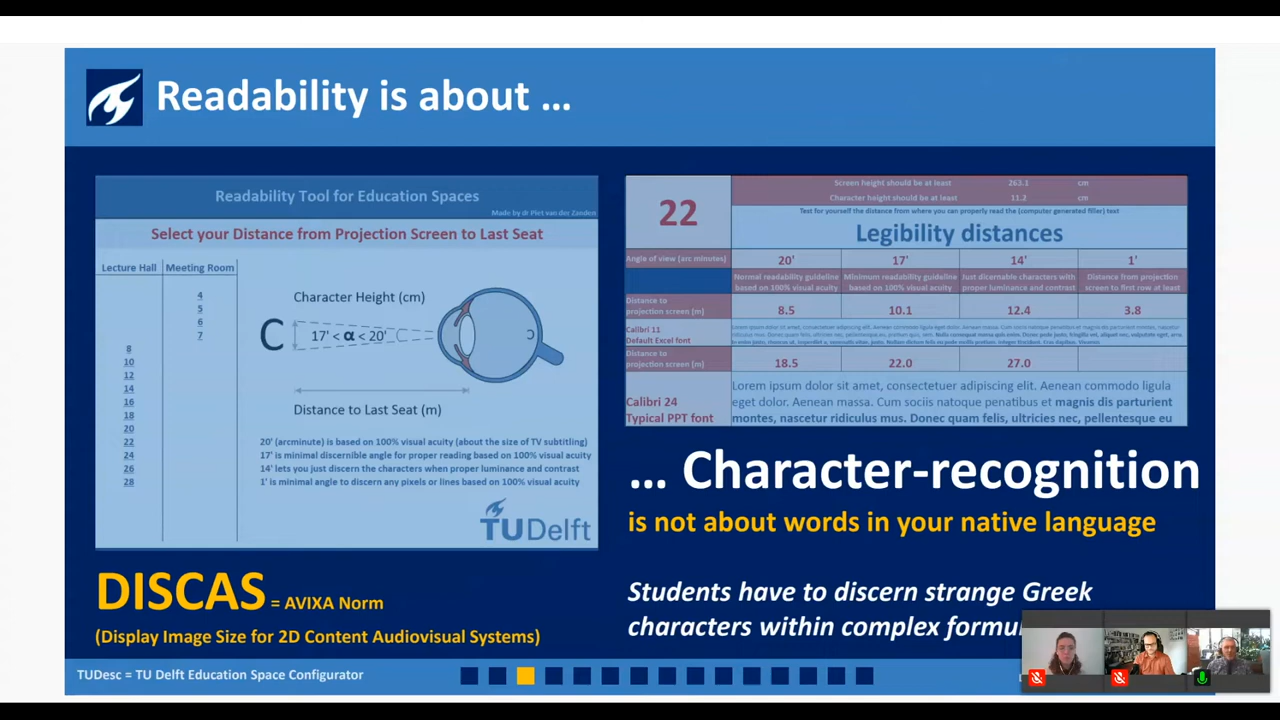 Readability is about ...
Readability Tool for Education Spaces
Made by dr Piet van der Zanden
Select your Distance from Projection Screen to Last Seat
Lecture Hall Meeting Room
4
5
6
7
8
10
12
14
16
18
20
22
24
26
28
Character Height (cm)
C
17' < α < 20'
Distance to Last Seat (m)
20' (arcminute) is based on 100% visual acuity (about the size of TV subtitling)
17' is minimal discernible angle for proper reading based on 100% visual acuity
14' lets you just discern the characters when proper luminance and contrast
1' is minimal angle to discern any pixels or lines based on 100% visual acuity
TUDelft
DISCAS = AVIXA Norm
(Display Image Size for 2D Content Audiovisual Systems)
22
Screen height should be at least 263.1 cm
Character height should be at least 11.2 cm
Test for yourself the distance from where you can properly read the (computer generated filler) text
Legibility distances
Angle of view (arc minutes) 20' 17' 14' 1'
Normal readability guideline based on 100% visual acuity
Minimum readability guideline based on 100% visual acuity
Just dicernable characters with proper luminance and contrast
Distance from projection screen to first row at least
Distance to projection screen (m) 8.5 10.1 12.4 3.8
Calibri 11
Default Excel font
Distance to projection screen (m) 18.5 22.0 27.0
Calibri 24
Typical PPT font
Lorem ipsum dolor sit amet, consectetuer adipiscing elit. Aenean commodo ligula
eget dolor. Aenean massa. Cum sociis natoque penatibus et magnis dis parturient
montes, nascetur ridiculus mus. Donec quam felis, ultricies nec, pellentesque eu
... Character-recognition
is not about words in your native language
Students have to discern strange Greek
characters within complex
TUDesc = TU Delft Education Space Configurator